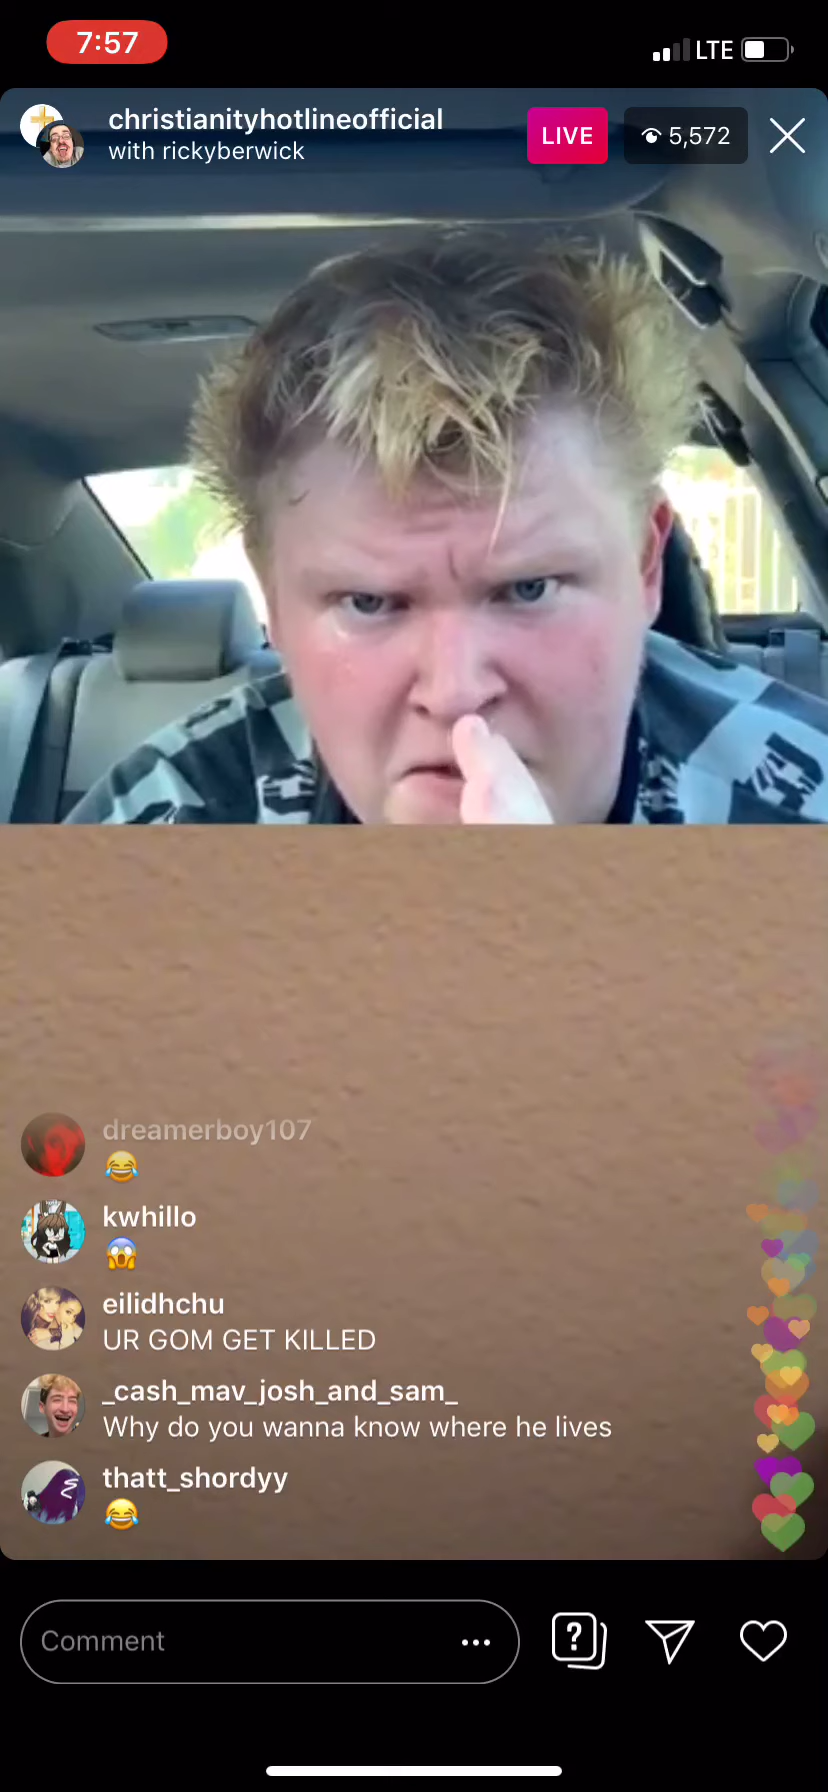 7:57
LTE
christianityhotlineofficial
with rickyberwick
LIVE
5,572
dreamerboy107
😂
kwhillo
😱
eilidhchu
UR GOM GET KILLED
_cash_mav_josh_and_sam_
Why do you wanna know where he lives
thatt_shordyy
😂
Comment
?